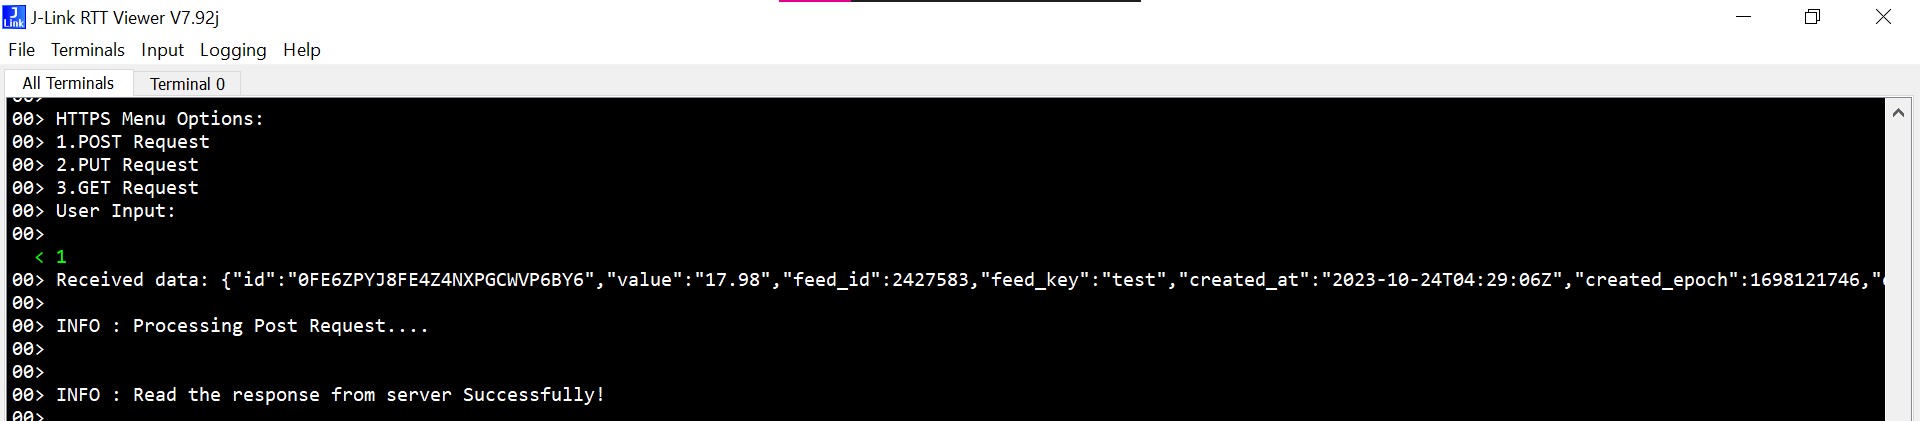 J-Link RTT Viewer V7.92j
File Terminals Input Logging Help
All Terminals Terminal 0
00> HTTPS Menu Options:
00> 1.POST Request
00> 2.PUT Request
00> 3.GET Request
00> User Input:
00>
< 1
00> Received data: {"id":"0FE6ZPYJ8FE4Z4NXPGCWVP6BY6","value":"17.98","feed_id":2427583,"feed_key":"test","created_at":"2023-10-24T04:29:06Z","created_epoch":1698121746,"
00>
00> INFO : Processing Post Request....
00>
00>
00> INFO : Read the response from server Successfully!
00>